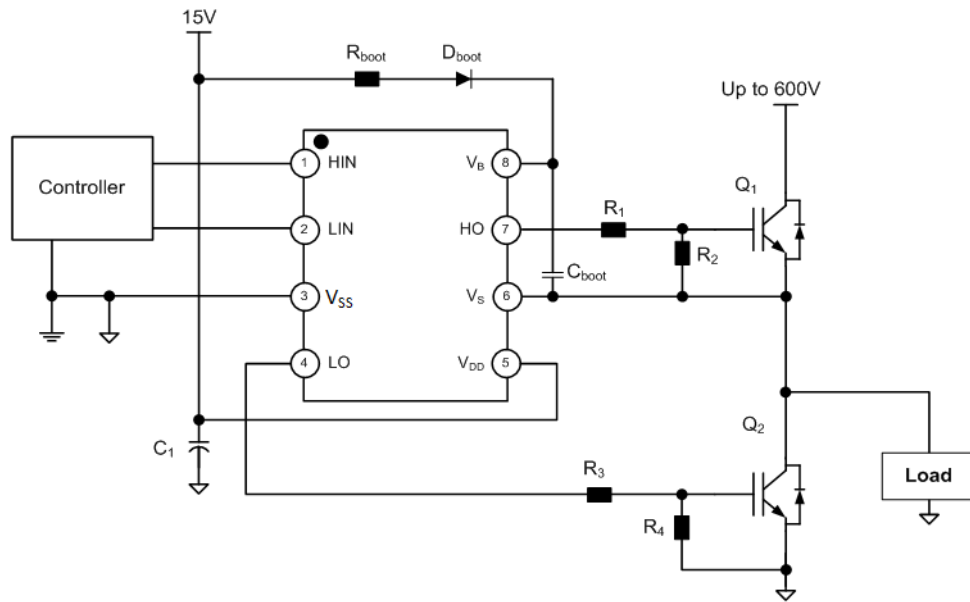 15V
Rboot
Dboot
Up to 600V
Controller
1 HIN
VB 8
Q1
2 LIN
HO 7
R1
R2
Cboot
3 VSS
VS 6
4 LO
VDD 5
C1
Q2
R3
R4
Load